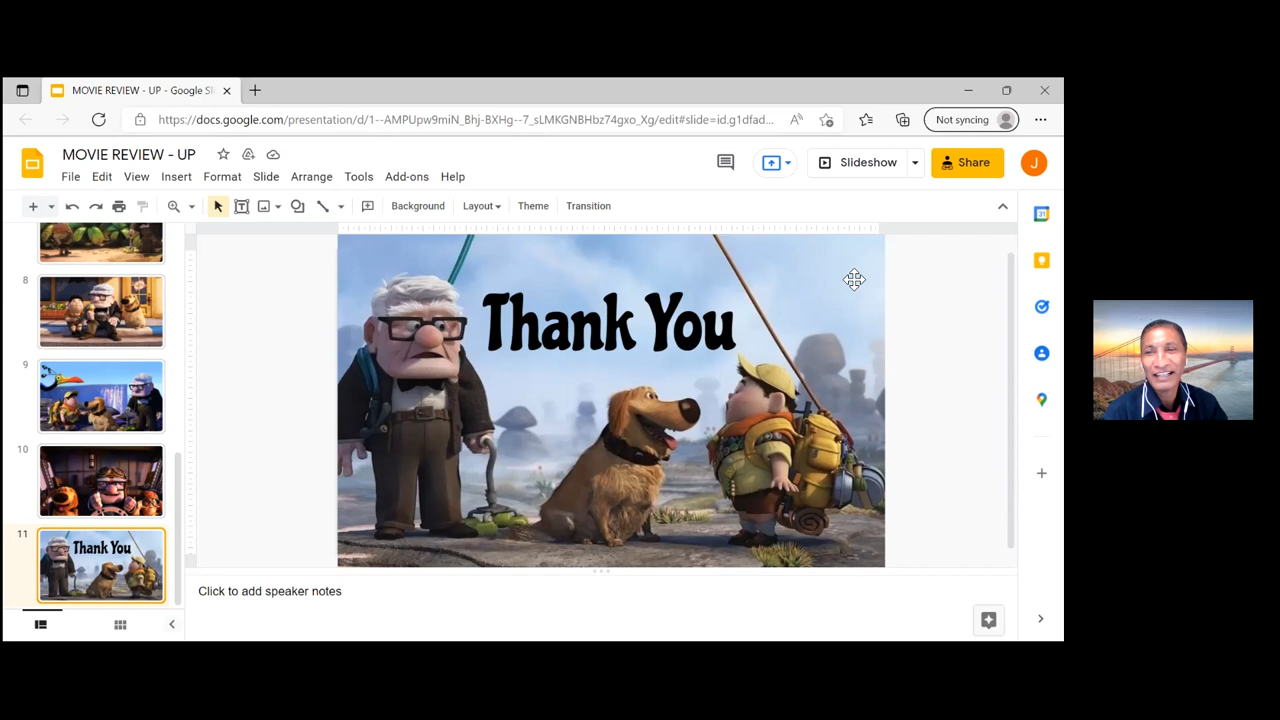 MOVIE REVIEW - UP - Google Sl
https://docs.google.com/presentation/d/1--AMPUpw9miN_Bhj-BXHg--7_sLMKGNBHbz74gxo_Xg/edit#slide=id.g1dfad...
Not syncing
MOVIE REVIEW - UP
File Edit View Insert Format Slide Arrange Tools Add-ons Help
Slideshow
Share
J
Background Layout Theme Transition
31
8
9
10
11
Thank You
Thank You
Click to add speaker notes